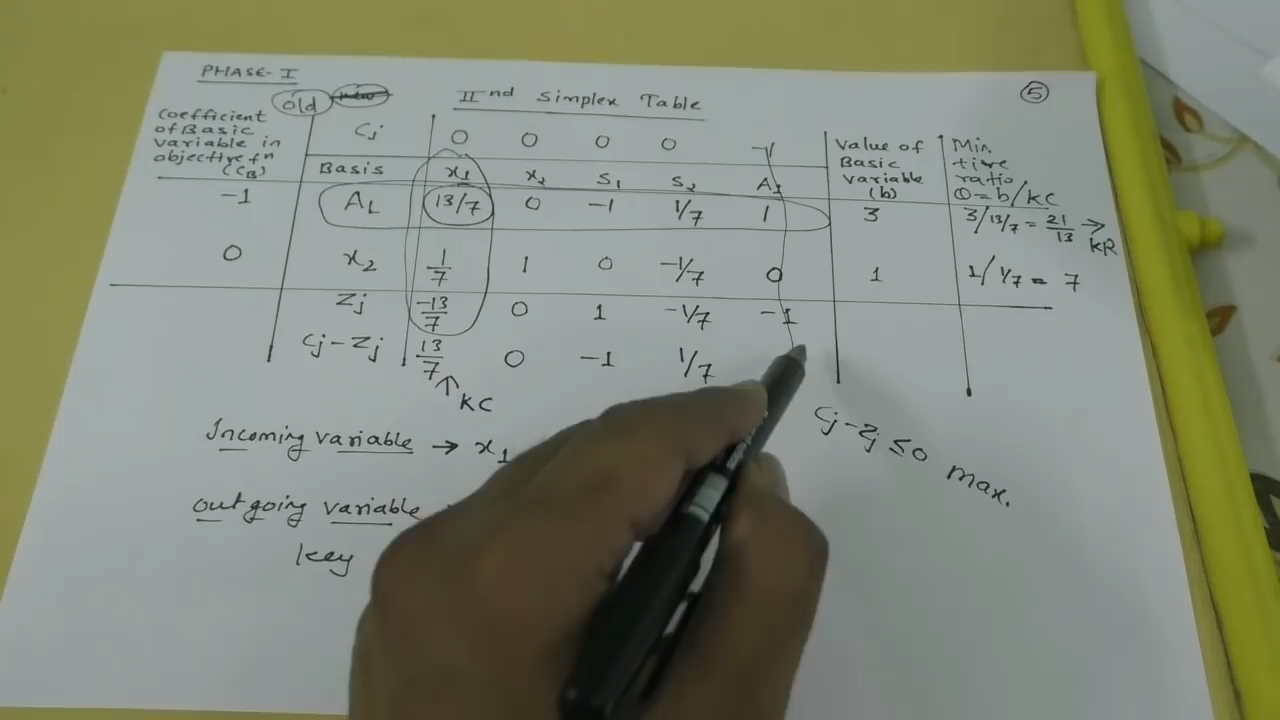 PHASE-I
old
IInd Simplex Table
5
Coefficient of Basic variable in objective fn (CB)
Cj 0 0 0 0 -1
Value of Basic variable (b)
Min tive ratio θ=b/KC
Basis x1 x2 S1 S2 A1
-1 A1 13/7 0 -1 1/7 1 3 3/13/7 = 21/13 → KR
0 x2 1/7 1 0 -1/7 0 1 1/1/7 = 7
Zj -13/7 0 1 -1/7 -1
Cj-Zj 13/7 0 -1 1/7
↑ KC
Cj-Zj ≤0 max.
Incoming variable → x1
Outgoing variable
key